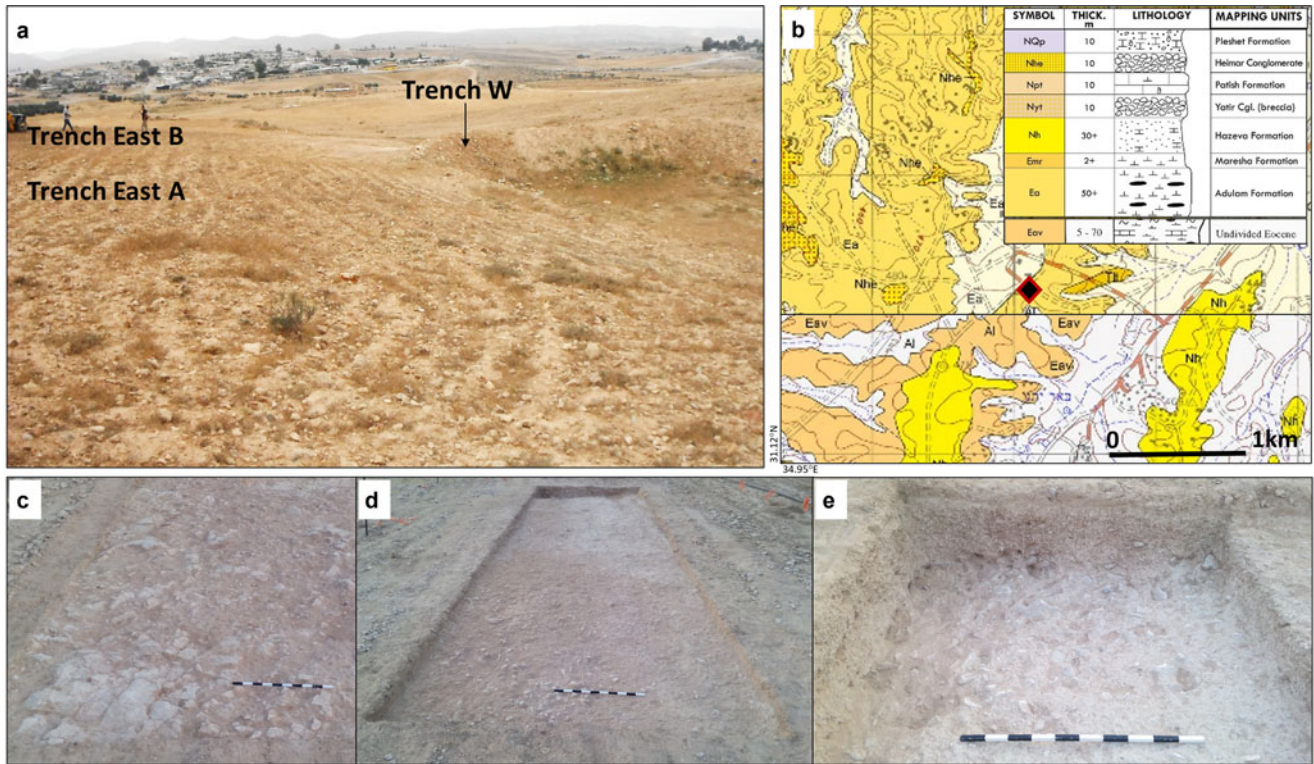 a
Trench W
Trench East B
Trench East A
b
SYMBOL THICK. m LITHOLOGY MAPPING UNITS
NQp 10 Pleshet Formation
Nhe 10 Heimar Conglomerate
Npt 10 Patish Formation
Nyt 10 Yatir Cgl. (breccia)
Nh 30+ Hazeva Formation
Emr 2+ Maresha Formation
Ea 50+ Adulam Formation
Eav 5 - 70 Undivided Eocene
Nhe
Nhe
Ea
Ea
470
480
Nhe
Ea
Eav
Al
Al
Eav
Eav
Nh
Nh
Nh
0 1km
31.12°N
34.95°E
c
d
e